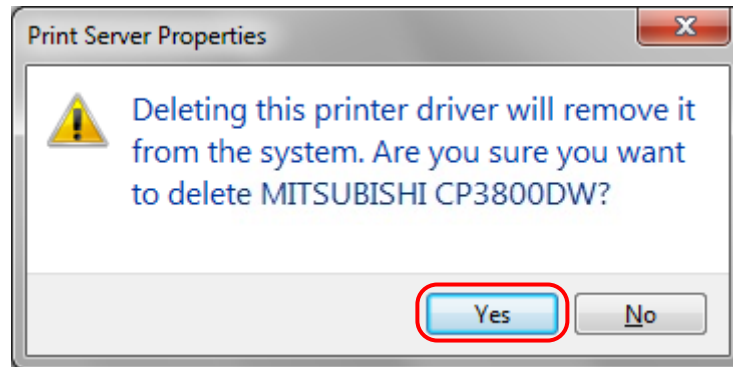 Print Server Properties
Deleting this printer driver will remove it
from the system. Are you sure you want
to delete MITSUBISHI CP3800DW?
Yes
No